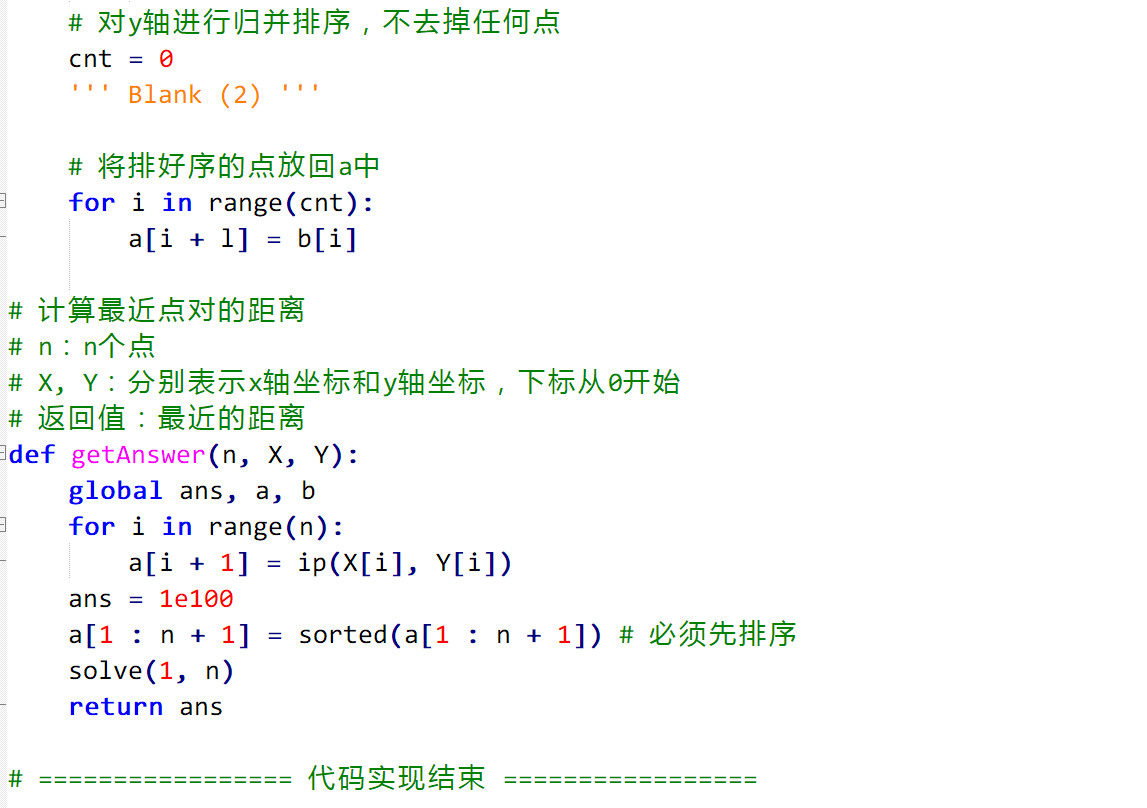 # 对y轴进行归并排序，不去掉任何点
cnt = 0
''' Blank (2) '''
# 将排好序的点放回a中
for i in range(cnt):
a[i + l] = b[i]
# 计算最近点对的距离
# n：n个点
# X, Y：分别表示x轴坐标和y轴坐标，下标从0开始
# 返回值：最近的距离
def getAnswer(n, X, Y):
global ans, a, b
for i in range(n):
a[i + 1] = ip(X[i], Y[i])
ans = 1e100
a[1 : n + 1] = sorted(a[1 : n + 1]) # 必须先排序
solve(1, n)
return ans
# ================= 代码实现结束 =================